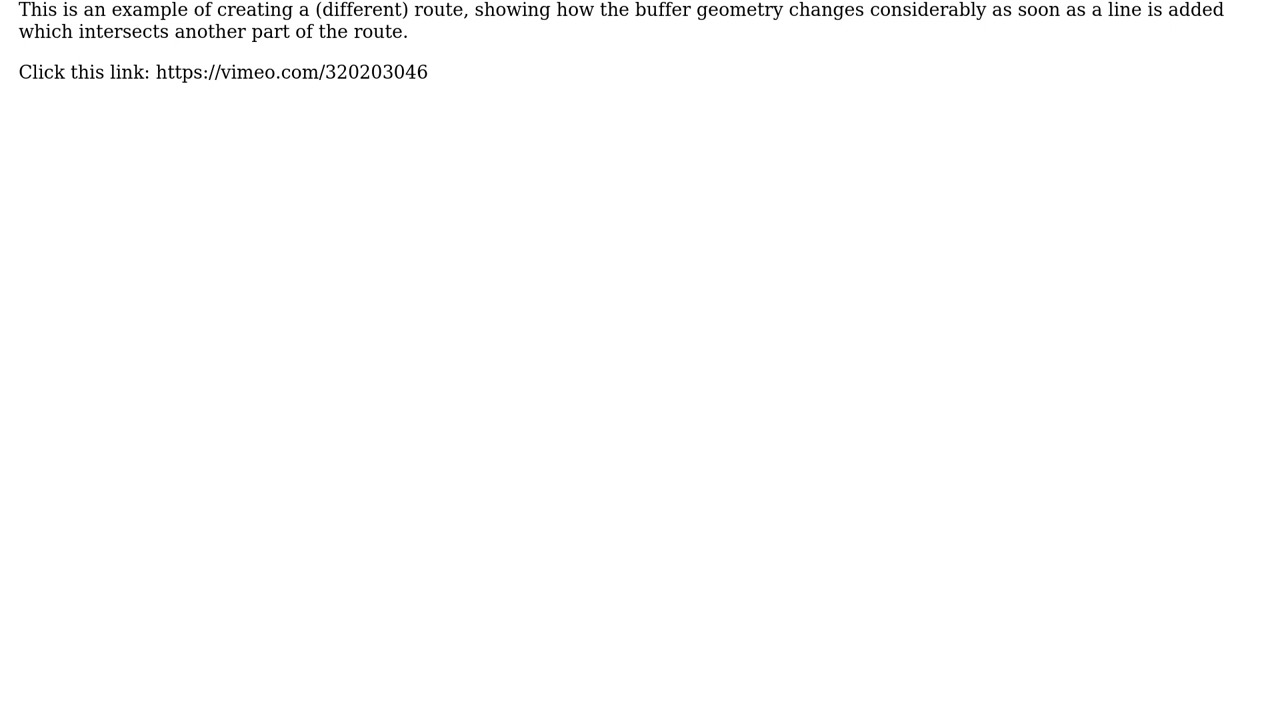 This is an example of creating a (different) route, showing how the buffer geometry changes considerably as soon as a line is added
which intersects another part of the route.
Click this link: https://vimeo.com/320203046